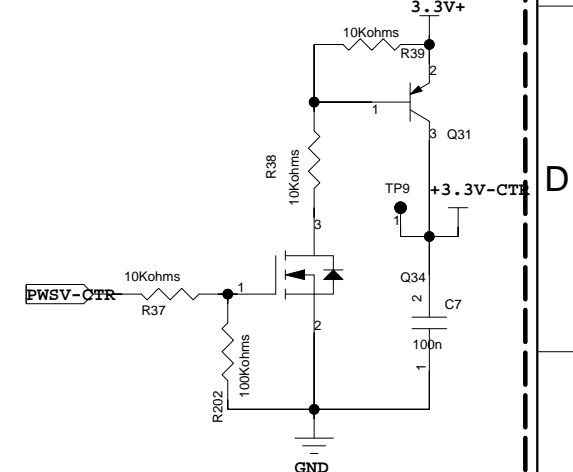 3.3V+
10Kohms
R39
2
1
3
Q31
R38
10Kohms
D
TP9
+3.3V-CTR
1
3
Q34
10Kohms
1
PWSV-CTR
R37
2
C7
100n
2
1
R202
100Kohms
GND